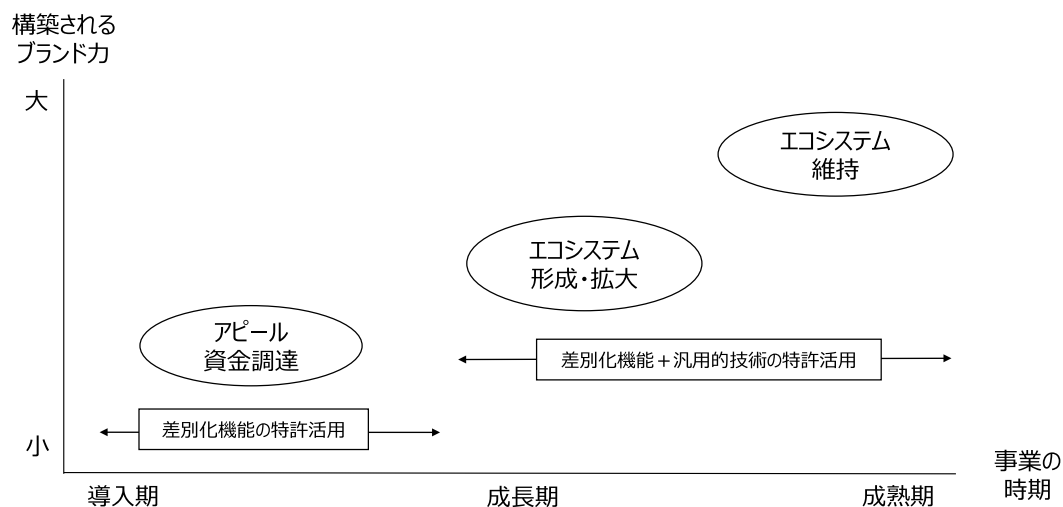 構築される
ブランド力
大
エコシステム
維持
エコシステム
形成・拡大
アピール
資金調達
差別化機能＋汎用的技術の特許活用
差別化機能の特許活用
小
事業の
時期
導入期
成長期
成熟期